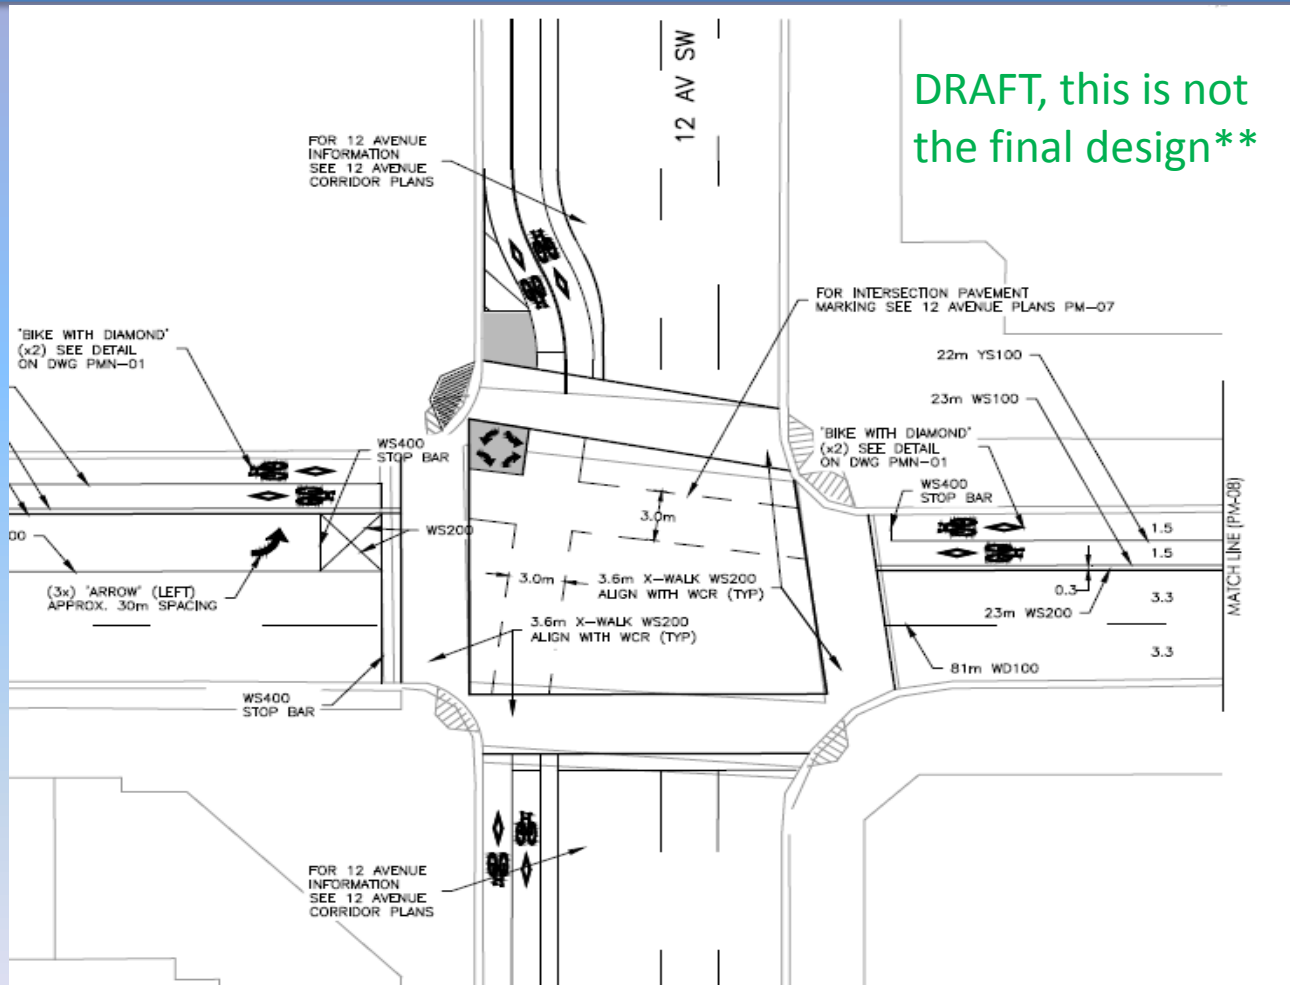 12 AV SW
DRAFT, this is not
the final design**
FOR 12 AVENUE
INFORMATION
SEE 12 AVENUE
CORRIDOR PLANS
FOR INTERSECTION PAVEMENT
MARKING SEE 12 AVENUE PLANS PM-07
"BIKE WITH DIAMOND"
(x2) SEE DETAIL
ON DWG PMN-01
22m YS100
23m WS100
"BIKE WITH DIAMOND"
(x2) SEE DETAIL
ON DWG PMN-01
WS400
STOP BAR
WS400
STOP BAR
MATCH LINE (PM-08)
WS200
3.0m
1.5
1.5
00
3.0m
3.6m X-WALK WS200
ALIGN WITH WCR (TYP)
0.3
3.3
(3x) "ARROW" (LEFT)
APPROX. 30m SPACING
23m WS200
3.6m X-WALK WS200
ALIGN WITH WCR (TYP)
3.3
81m WD100
WS400
STOP BAR
FOR 12 AVENUE
INFORMATION
SEE 12 AVENUE
CORRIDOR PLANS